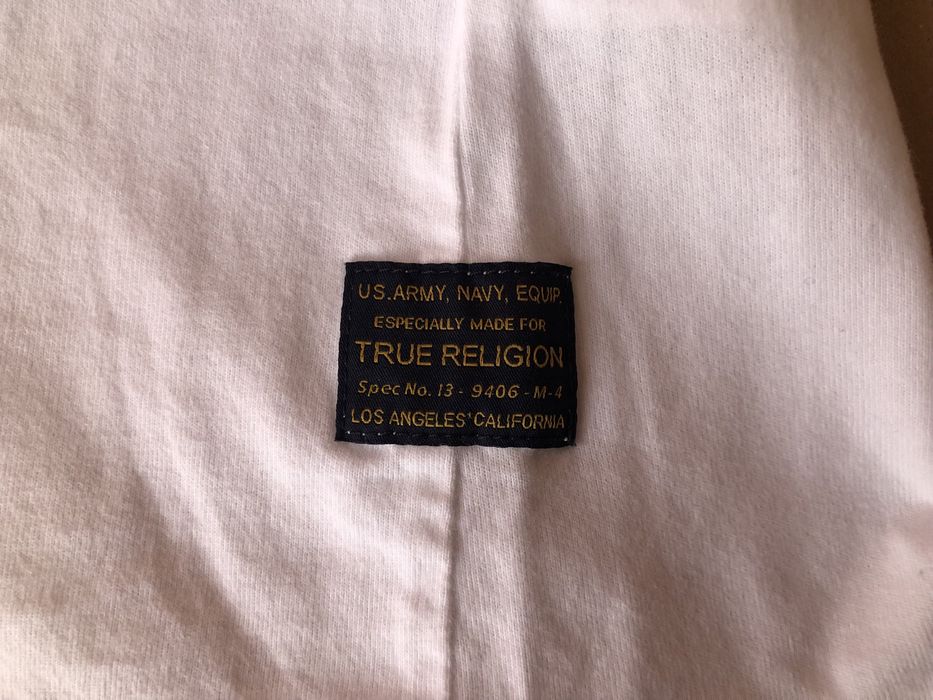 US.ARMY, NAVY, EQUIP.
ESPECIALLY MADE FOR
TRUE RELIGION
Spec No. 13 - 9406 - M-4
LOS ANGELES*CALIFORNIA